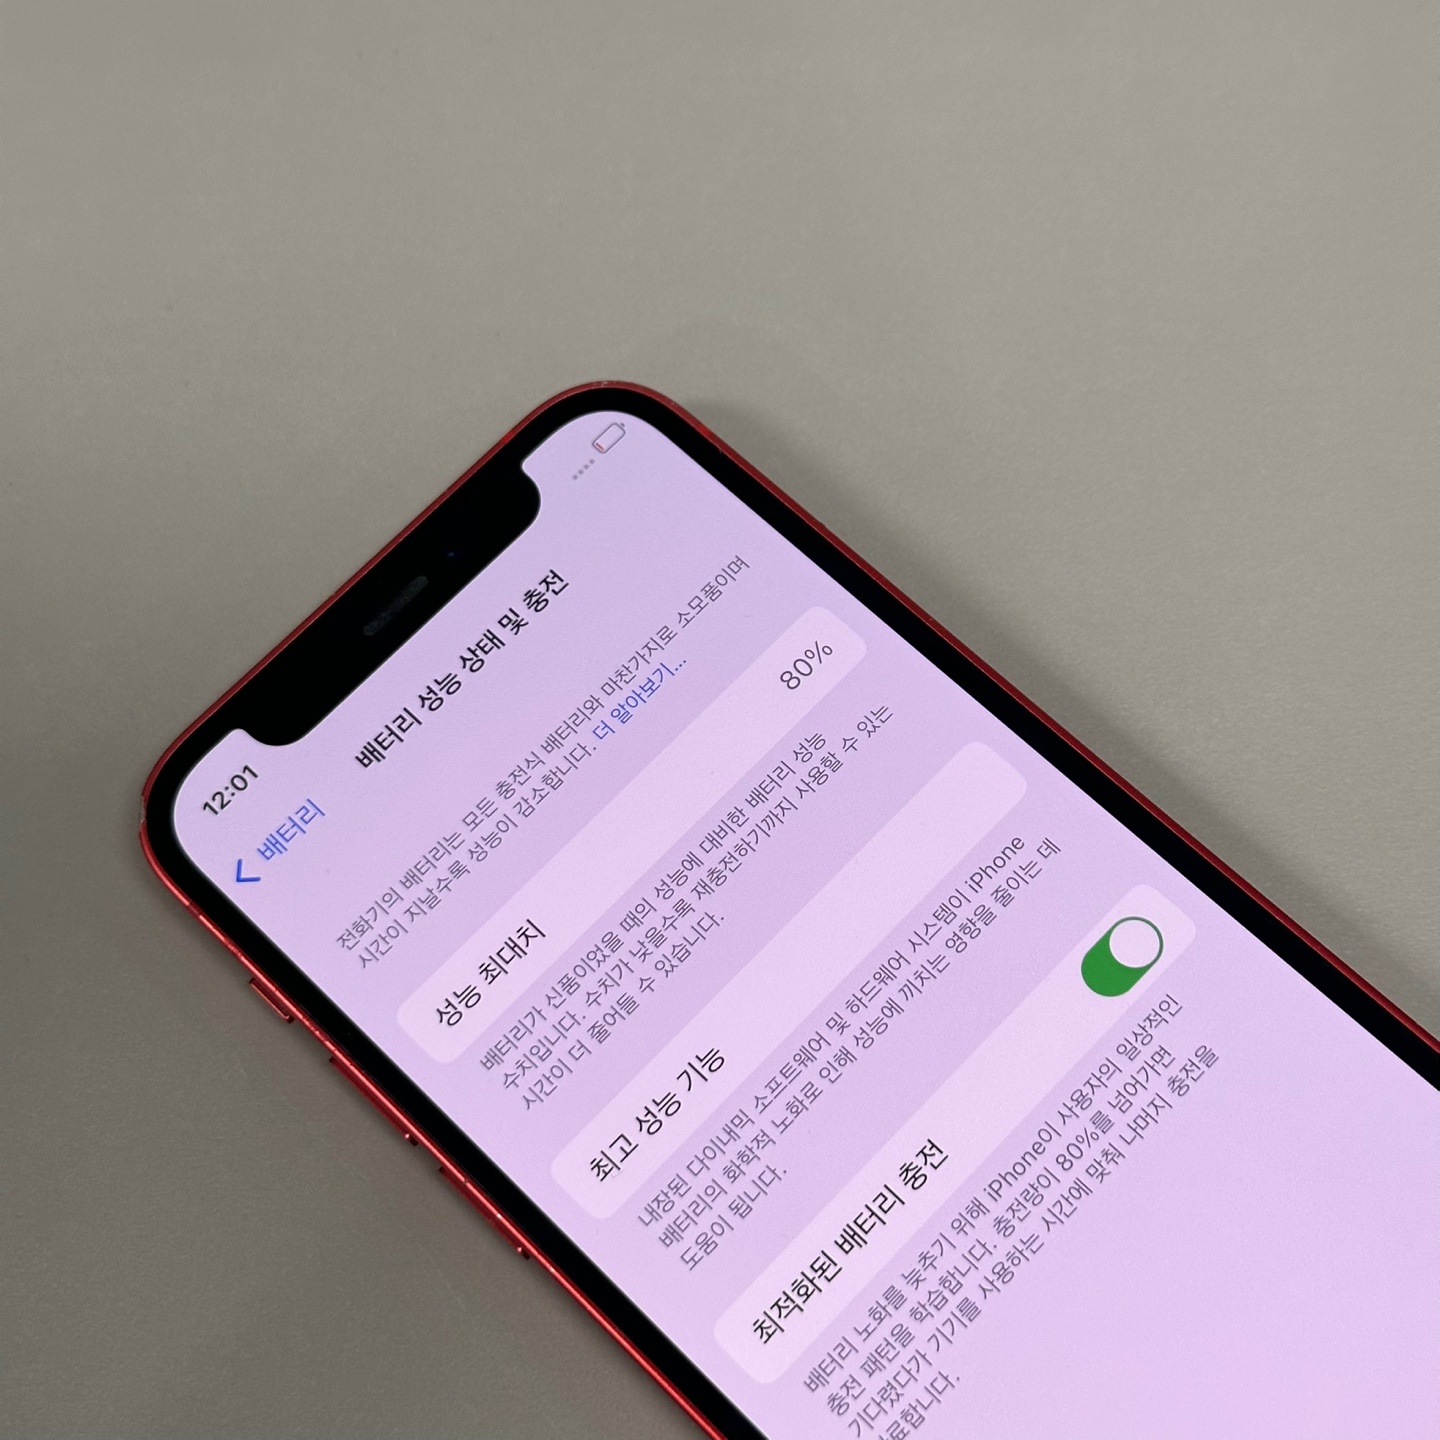 12:01
배터리
배터리 성능 상태 및 충전
전화기의 배터리는 모든 충전식 배터리와 마찬가지로 소모품이며
시간이 지날수록 성능이 감소합니다. 더 알아보기...
성능 최대치 80%
배터리가 신품이었을 때의 성능에 대비한 배터리 성능
수치입니다. 수치가 낮을수록 재충전하기까지 사용할 수 있는
시간이 더 줄어들 수 있습니다.
최고 성능 기능
내장된 다이내믹 소프트웨어 및 하드웨어 시스템이 iPhone
배터리의 화학적 노화로 인해 성능에 끼치는 영향을 줄이는 데
도움이 됩니다.
최적화된 배터리 충전
배터리 노화를 늦추기 위해 iPhone이 사용자의 일상적인
충전 패턴을 학습합니다. 충전량이 80%를 넘어가면
기다렸다가 기기를 사용하는 시간에 맞춰 나머지 충전을
완료합니다.